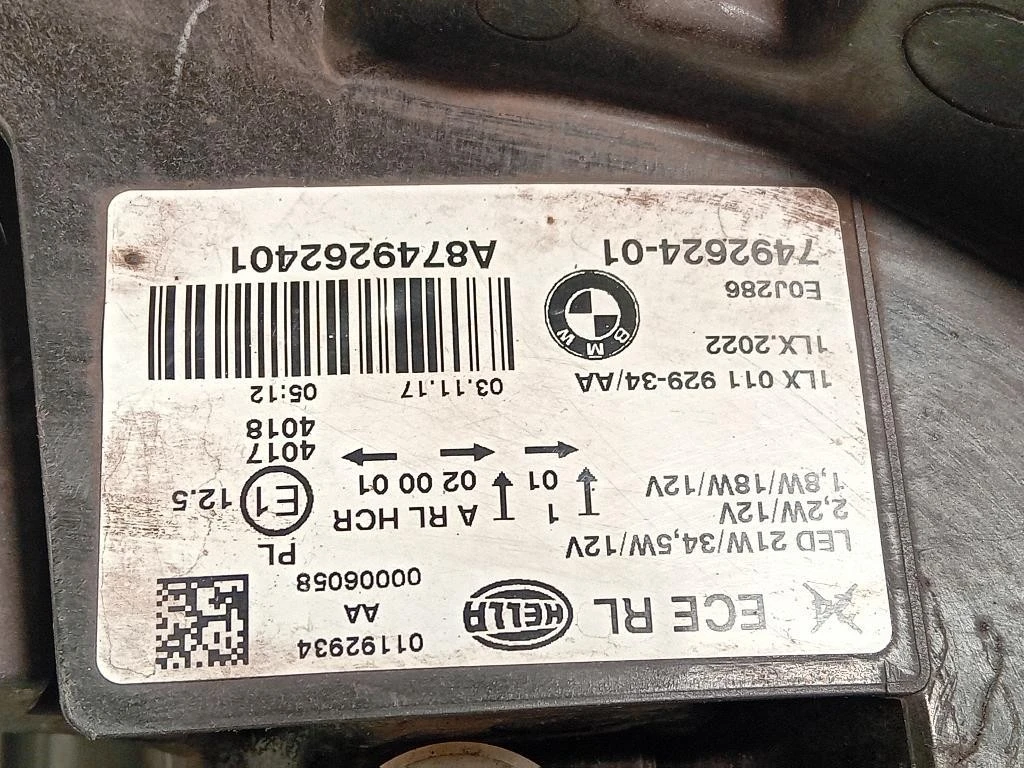 24 ECE RL HELLA 01192934
AA
00006058
LED 21W/34,5W/12V
2,2W/12V
1,8W/18W/12V
1 A RL HCR PL
01 02 00 01 E1 12.5
4017
4018
1LX 011 929-34/AA 03.11.17 05:12
1LX.2022
BMW
E0J286
7492624-01 A8749262401